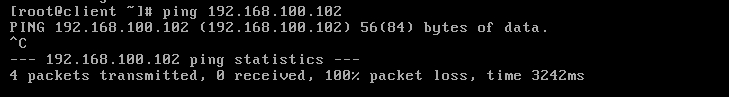 [root@client ~]# ping 192.168.100.102
PING 192.168.100.102 (192.168.100.102) 56(84) bytes of data.
^C
--- 192.168.100.102 ping statistics ---
4 packets transmitted, 0 received, 100% packet loss, time 3242ms